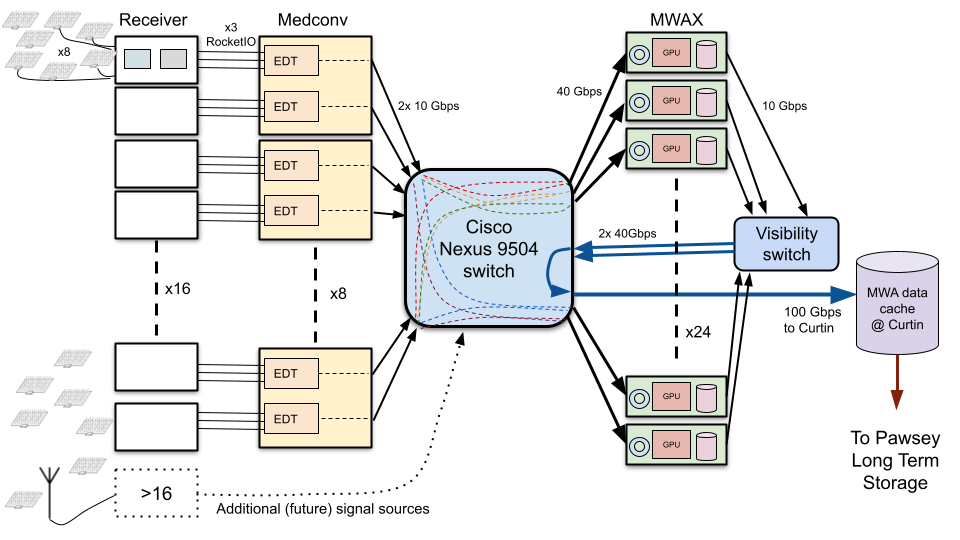 Receiver
x3
RocketIO
Medconv
MWAX
x8
EDT
EDT
EDT
EDT
2x 10 Gbps
40 Gbps
GPU
GPU
GPU
10 Gbps
Cisco
Nexus 9504
switch
2x 40Gbps
Visibility
switch
x16
x8
x24
100 Gbps
to Curtin
MWA data
cache
@ Curtin
EDT
EDT
GPU
GPU
To Pawsey
Long Term
Storage
>16
Additional (future) signal sources